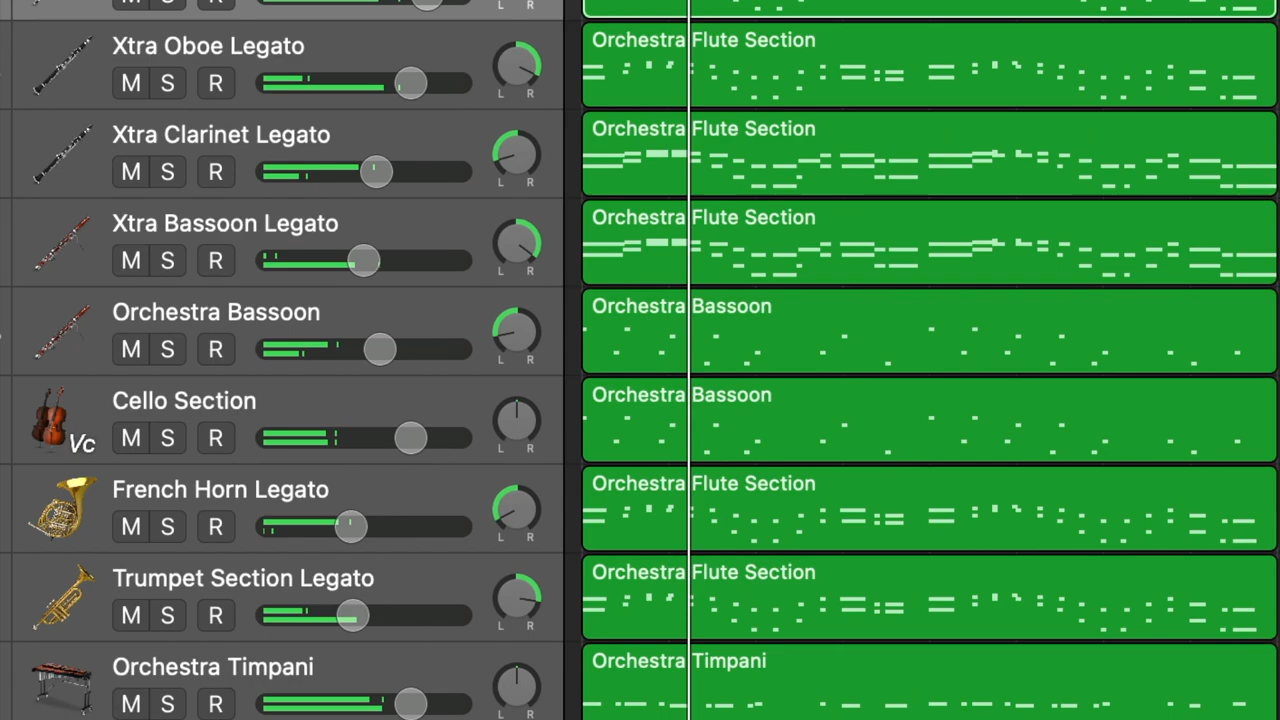 L R
Xtra Oboe Legato
M S R
L R
Orchestra Flute Section
Xtra Clarinet Legato
M S R
L R
Orchestra Flute Section
Xtra Bassoon Legato
M S R
L R
Orchestra Flute Section
Orchestra Bassoon
M S R
L R
Orchestra Bassoon
Cello Section
Vc
M S R
L R
Orchestra Bassoon
French Horn Legato
M S R
L R
Orchestra Flute Section
Trumpet Section Legato
M S R
L R
Orchestra Flute Section
Orchestra Timpani
M S R
L R
Orchestra Timpani